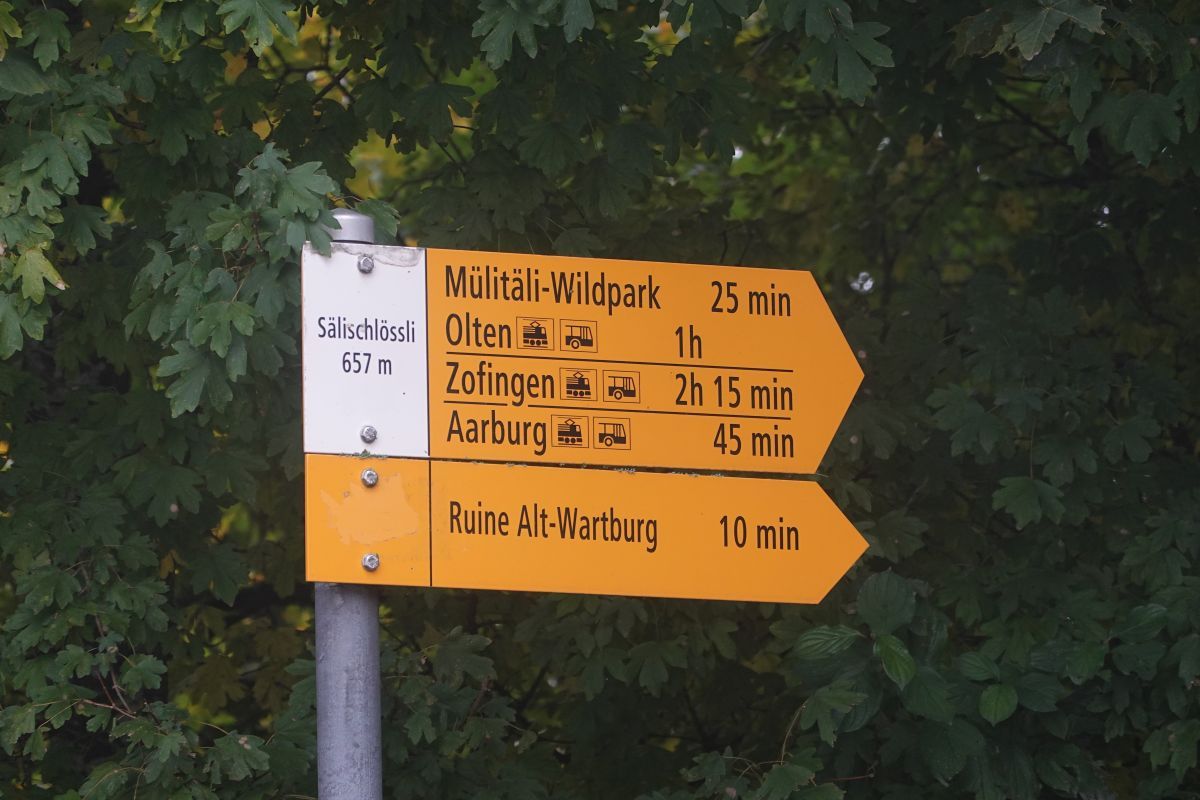 Sälischlössli
657 m
Mülitäli-Wildpark 25 min
Olten 1h
Zofingen 2h 15 min
Aarburg 45 min
Ruine Alt-Wartburg 10 min